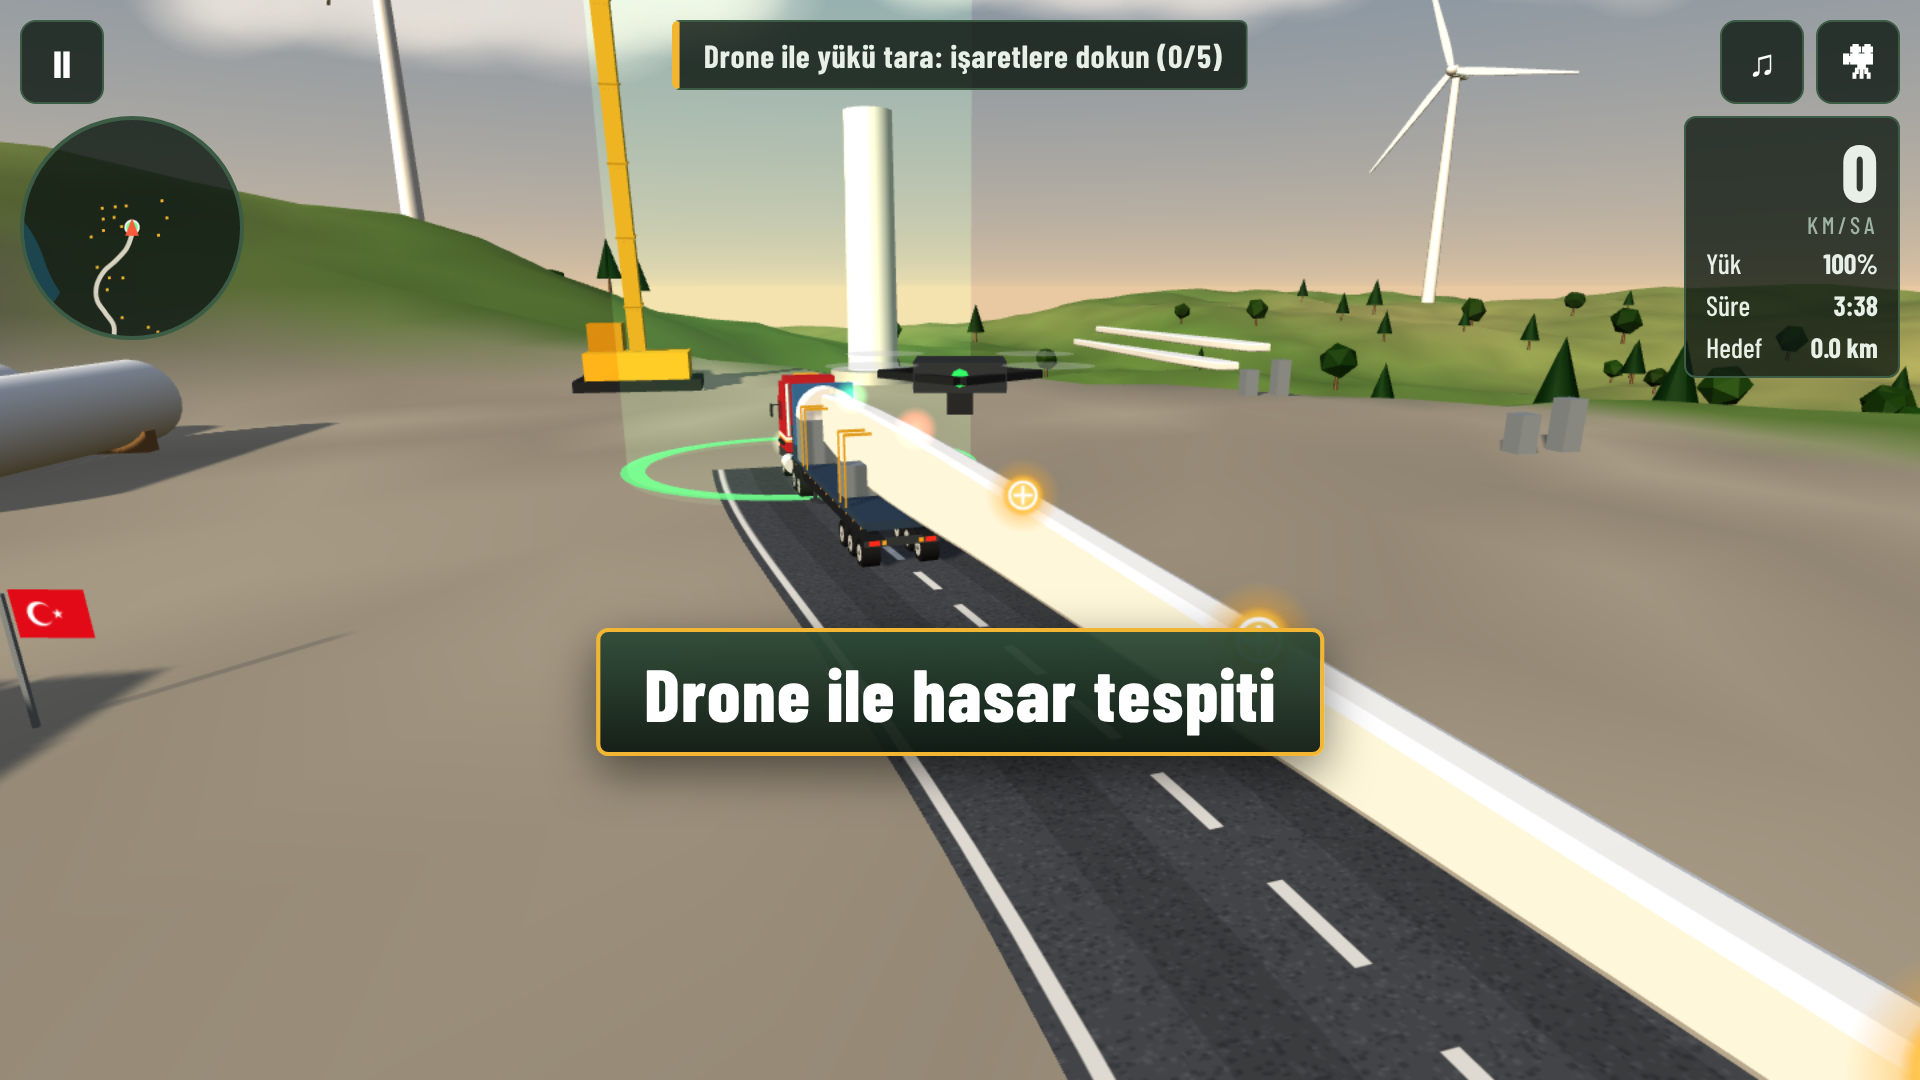 Drone ile yükü tara: işaretlere dokun (0/5)
0
KM/SA
Yük 100%
Süre 3:38
Hedef 0.0 km
Drone ile hasar tespiti